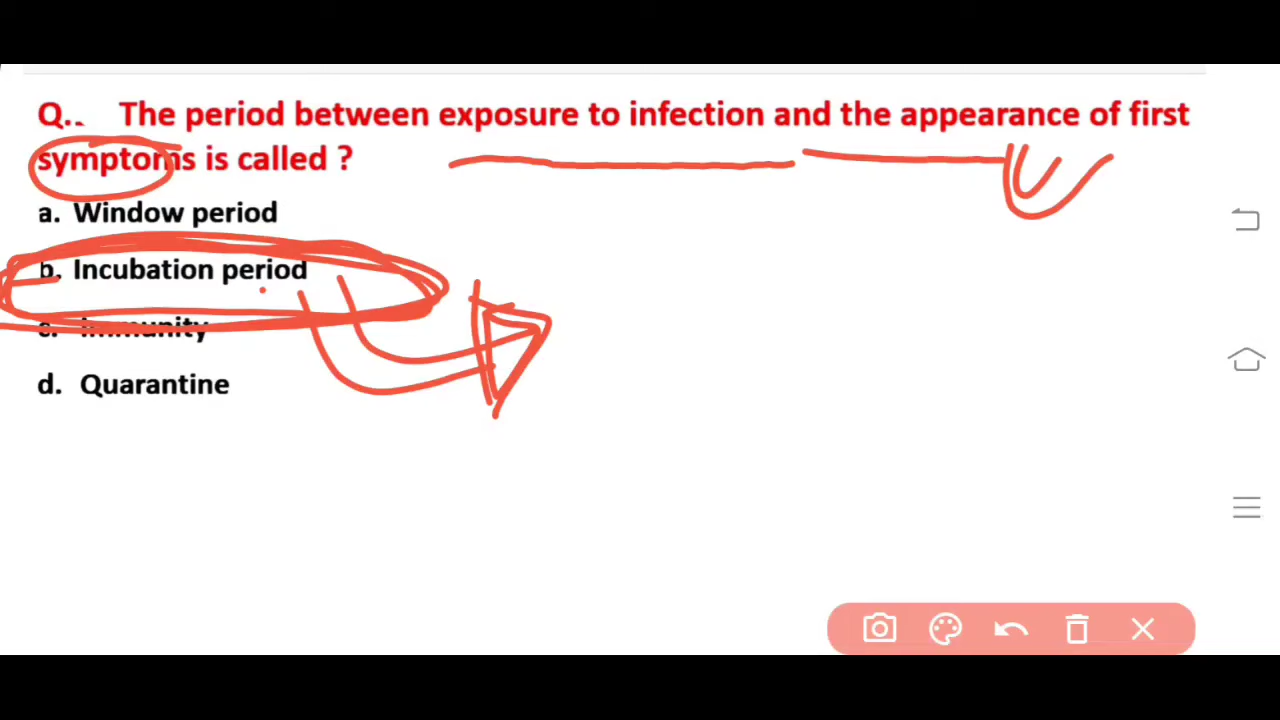 Q.. The period between exposure to infection and the appearance of first
symptoms is called ?
a. Window period
b. Incubation period
c. Immunity
d. Quarantine